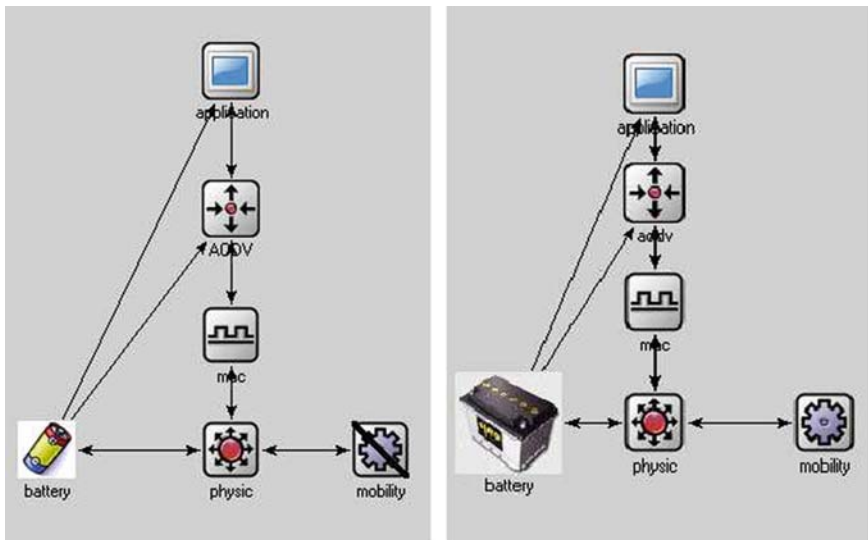 application
AODV
mac
battery
physic
mobility
application
aodv
mac
battery
physic
mobility